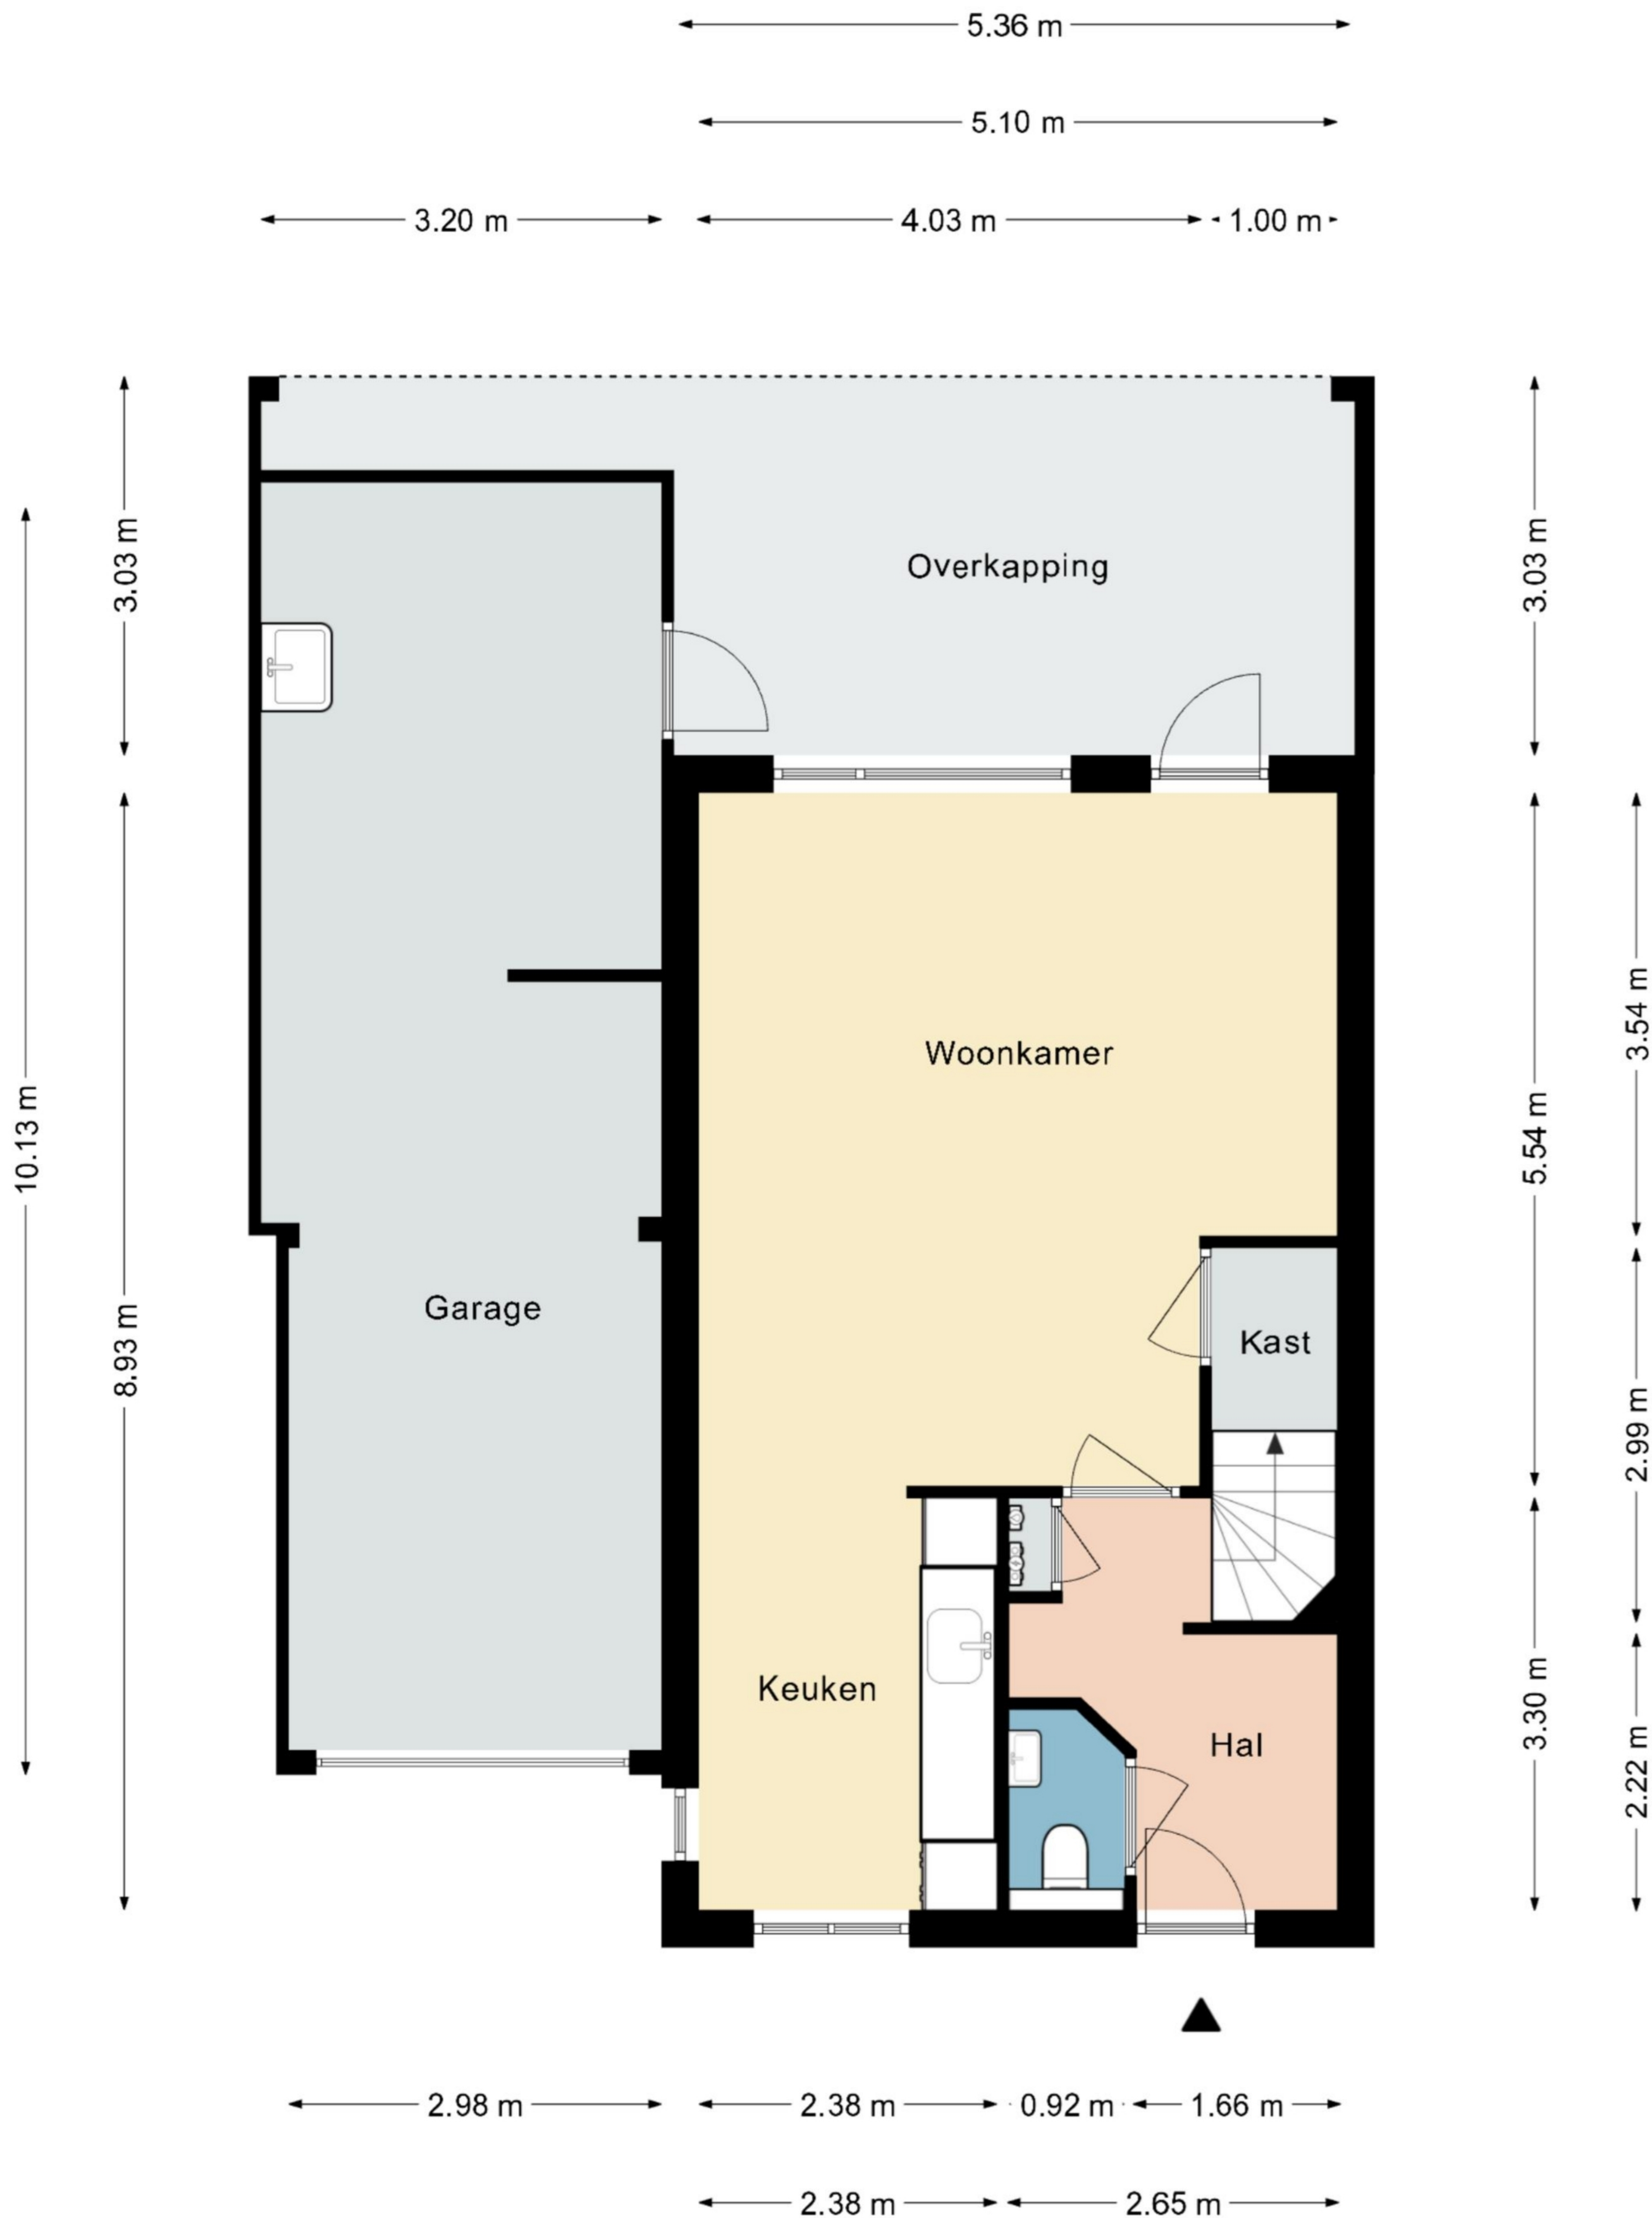 5.36 m
5.10 m
3.20 m
4.03 m
1.00 m
3.03 m
3.03 m
Overkapping
10.13 m
8.93 m
Woonkamer
5.54 m
3.54 m
Garage
Kast
2.99 m
Keuken
Hal
3.30 m
2.22 m
2.98 m
2.38 m
0.92 m
1.66 m
2.38 m
2.65 m